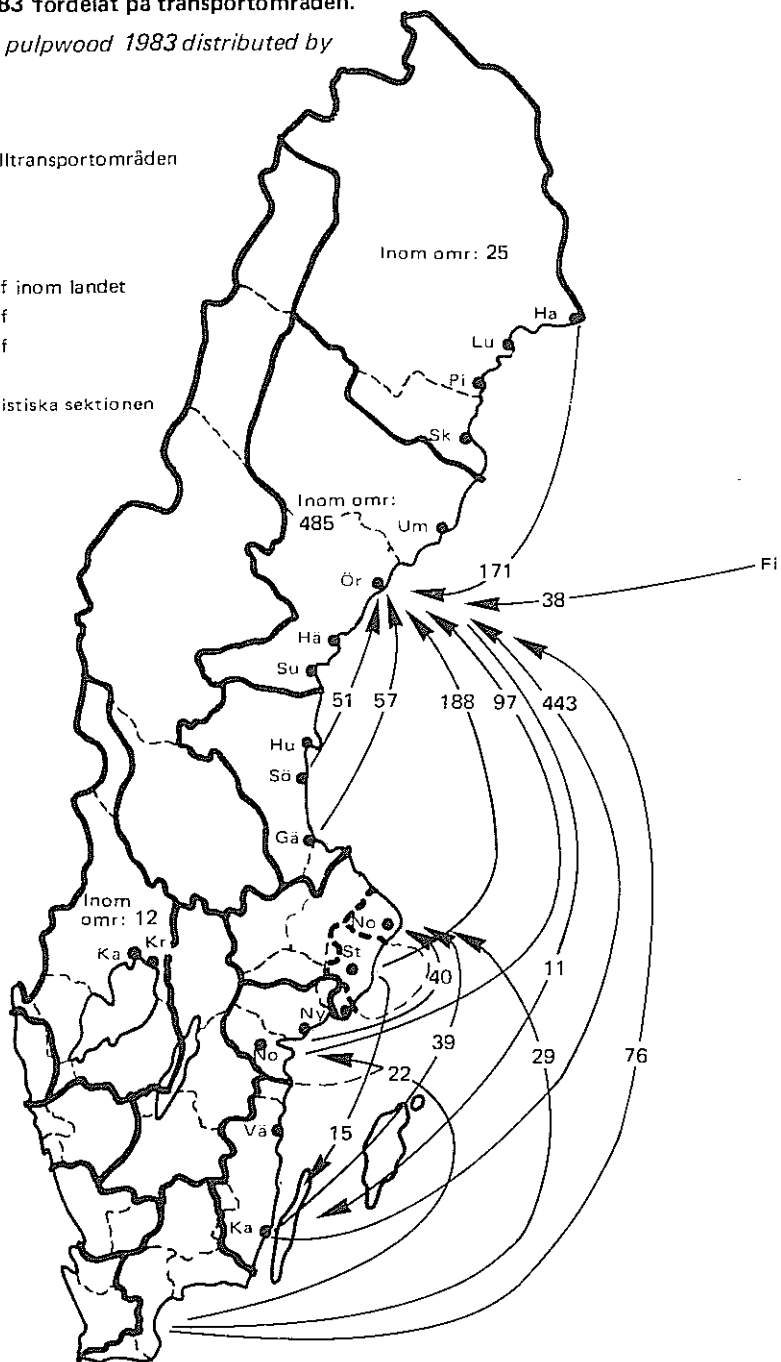 83 fördelat på transportområden.
pulpwood 1983 distributed by
lltransportområden
f inom landet
f
f
istiska sektionen
Inom omr: 25
Ha
Lu
Pi
Sk
Inom omr:
485
Um
Ör
171
Fi
38
Hä
Su
51
57
188
97
443
Hu
Sö
Gä
Inom
omr: 12
Ka
Kr
No
St
40
11
Ny
39
No
22
29
76
Vä
15
Ka